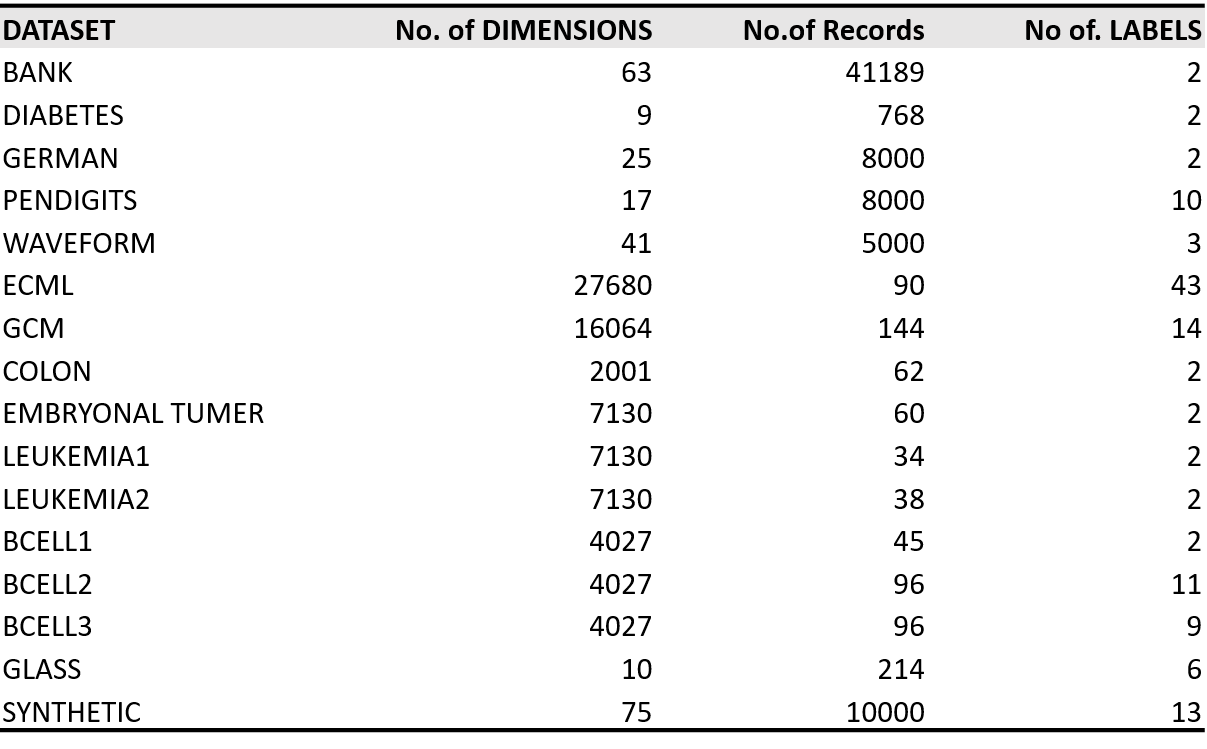 DATASET No. of DIMENSIONS No.of Records No of. LABELS
BANK 63 41189 2
DIABETES 9 768 2
GERMAN 25 8000 2
PENDIGITS 17 8000 10
WAVEFORM 41 5000 3
ECML 27680 90 43
GCM 16064 144 14
COLON 2001 62 2
EMBRYONAL TUMER 7130 60 2
LEUKEMIA1 7130 34 2
LEUKEMIA2 7130 38 2
BCELL1 4027 45 2
BCELL2 4027 96 11
BCELL3 4027 96 9
GLASS 10 214 6
SYNTHETIC 75 10000 13